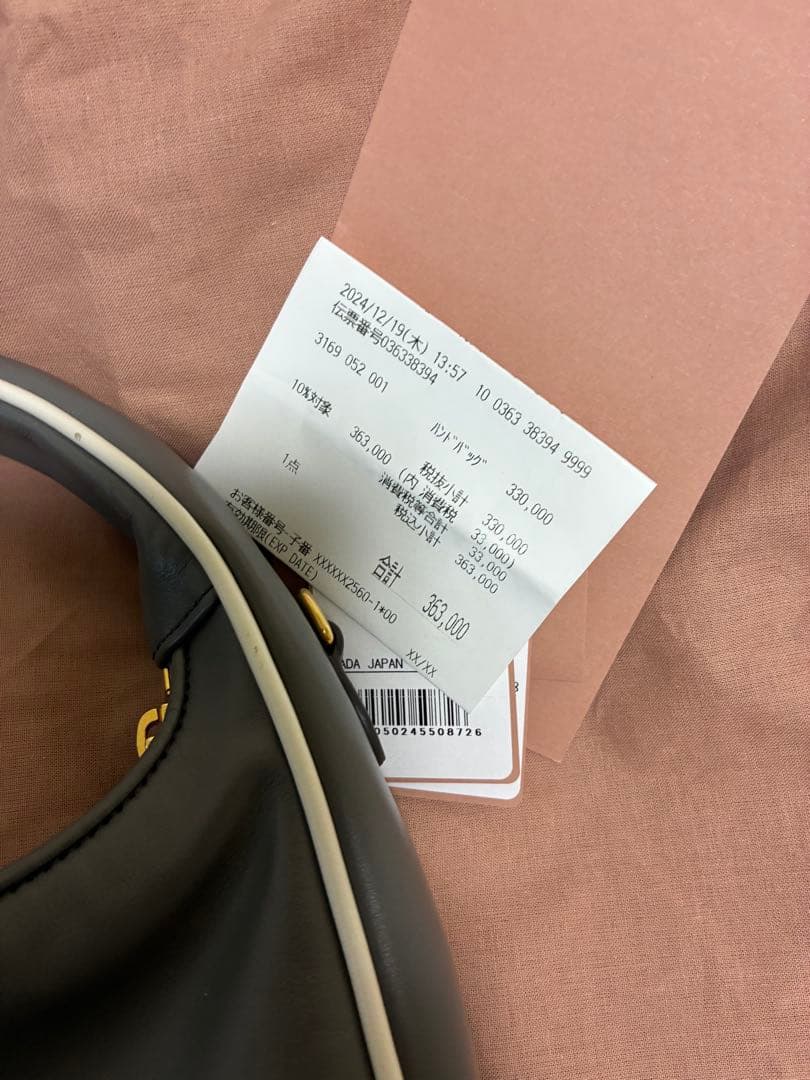 2024/12/19(木) 13:57 10 0363 38394 9999
伝票番号036338394
3169 052 001
ﾊﾝﾄﾞﾊﾞｯｸﾞ 330,000
税抜小計 330,000
10%対象 363,000 (内 消費税 33,000)
消費税等合計 33,000
税込小計 363,000
1点
合計 363,000
お客様番号-子番 XXXXXX2560-1*00
有効期限(EXP DATE) XX/XX
ADA JAPAN
050245508726